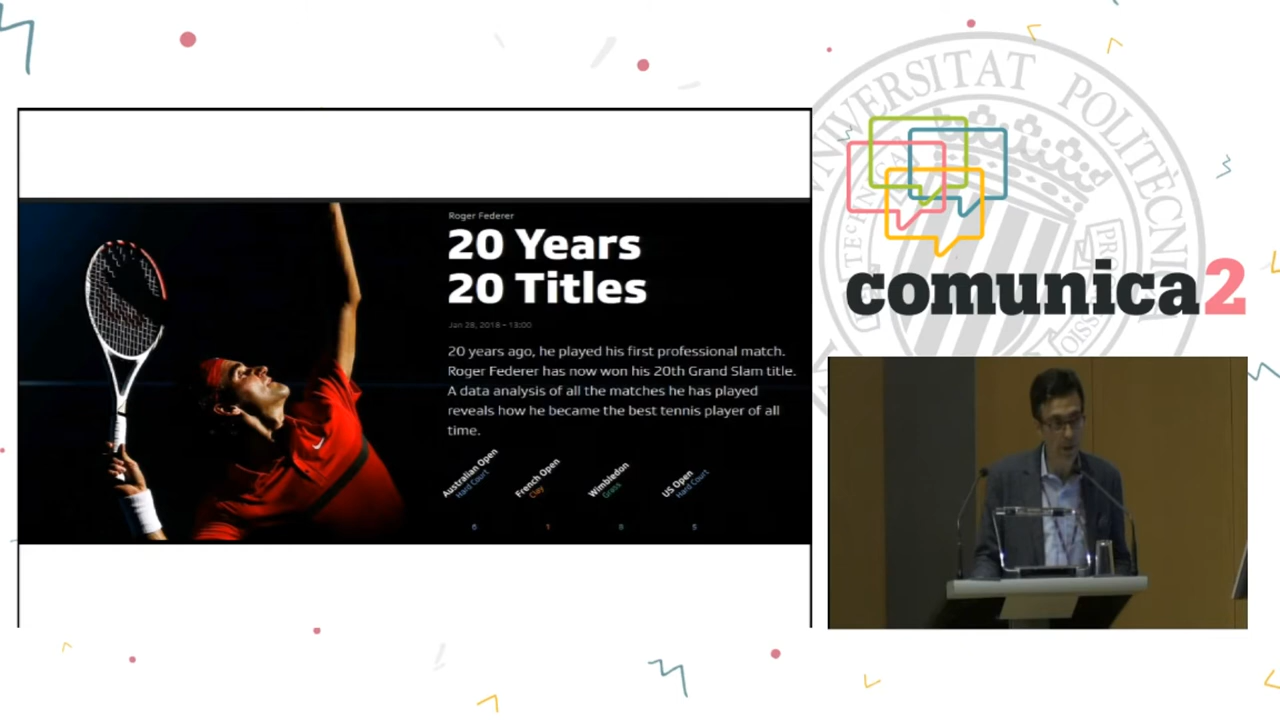 Roger Federer
20 Years
20 Titles
Jan 28, 2018 – 13:00
20 years ago, he played his first professional match.
Roger Federer has now won his 20th Grand Slam title.
A data analysis of all the matches he has played
reveals how he became the best tennis player of all
time.
Australian Open
Hard Court
French Open
Clay
Wimbledon
Grass
US Open
Hard Court
6
1
8
5
UNIVERSITAT POLITÈCNICA
comunica2